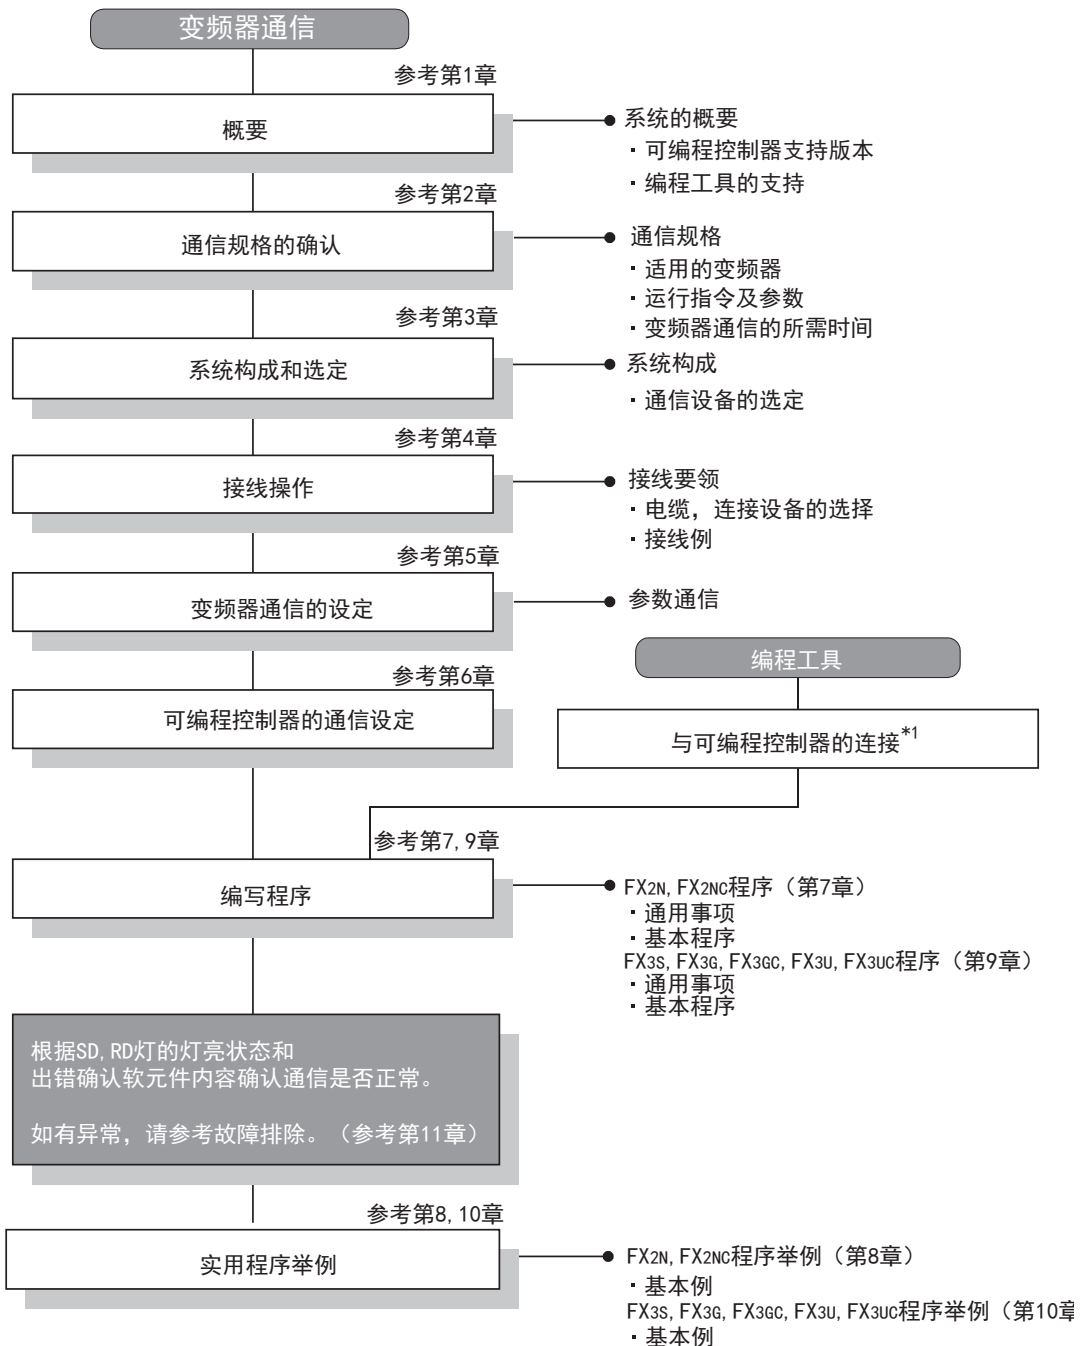 变频器通信
参考第1章
概要
系统的概要
・可编程控制器支持版本
・编程工具的支持
参考第2章
通信规格的确认
通信规格
・适用的变频器
・运行指令及参数
・变频器通信的所需时间
参考第3章
系统构成和选定
系统构成
・通信设备的选定
参考第4章
接线操作
接线要领
・电缆，连接设备的选择
・接线例
参考第5章
变频器通信的设定
参数通信
参考第6章
可编程控制器的通信设定
编程工具
与可编程控制器的连接*1
参考第7,9章
编写程序
FX2N,FX2NC程序（第7章）
・通用事项
・基本程序
FX3S,FX3G,FX3GC,FX3U,FX3UC程序（第9章）
・通用事项
・基本程序
根据SD,RD灯的灯亮状态和
出错确认软元件内容确认通信是否正常。
如有异常，请参考故障排除。（参考第11章）
参考第8,10章
实用程序举例
FX2N,FX2NC程序举例（第8章）
・基本例
FX3S,FX3G,FX3GC,FX3U,FX3UC程序举例（第10章
・基本例